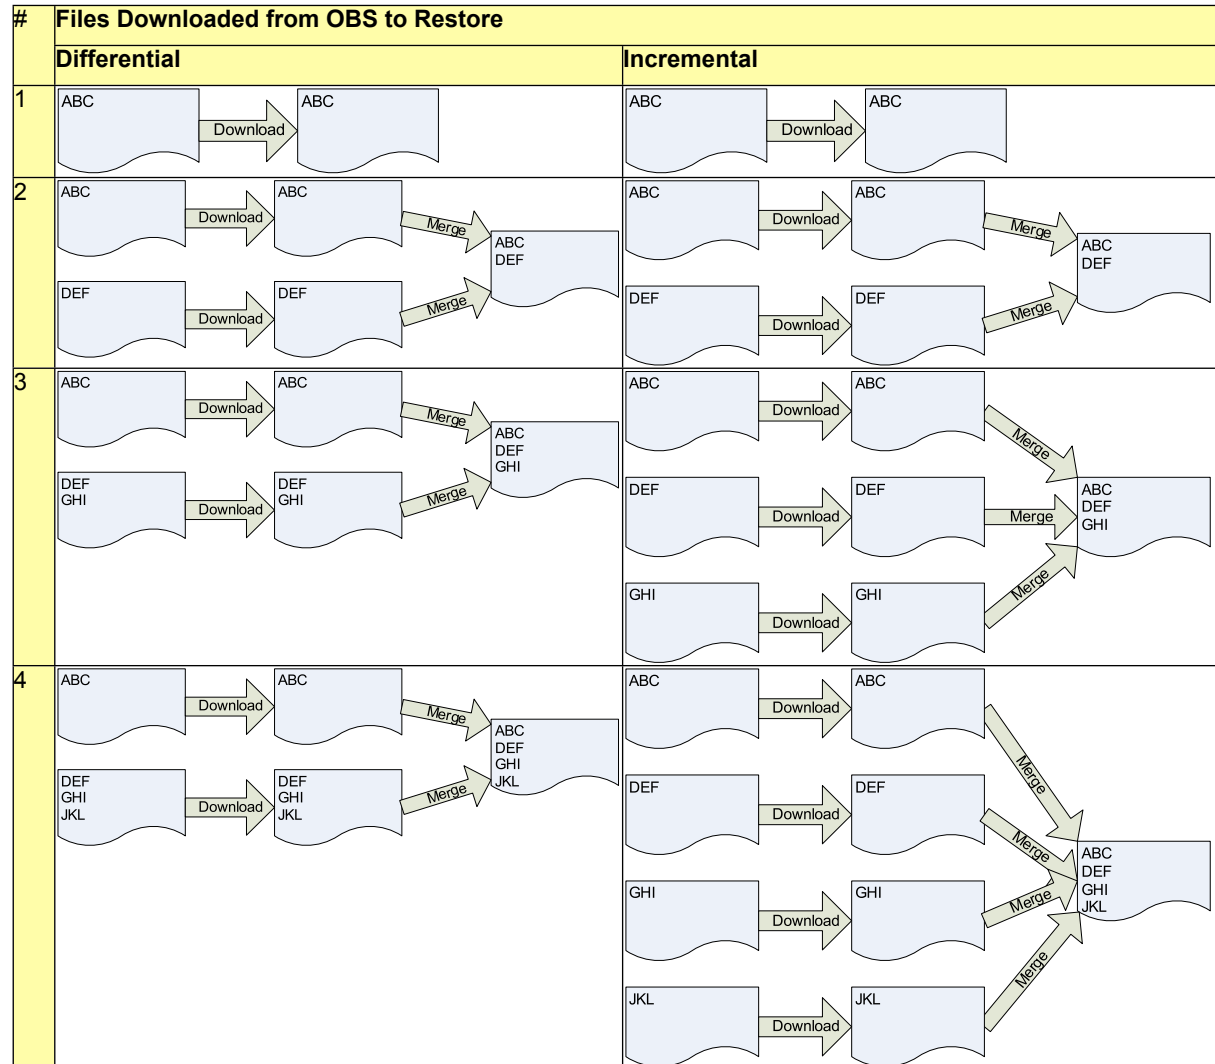 # Files Downloaded from OBS to Restore
Differential Incremental
1
ABC Download ABC
ABC Download ABC
2
ABC Download ABC Merge
DEF Download DEF Merge
ABC
DEF
ABC Download ABC Merge
DEF Download DEF Merge
ABC
DEF
3
ABC Download ABC Merge
DEF
GHI
Download
DEF
GHI
Merge
ABC
DEF
GHI
ABC Download ABC Merge
DEF Download DEF Merge
GHI Download GHI Merge
ABC
DEF
GHI
4
ABC Download ABC Merge
DEF
GHI
JKL
Download
DEF
GHI
JKL
Merge
ABC
DEF
GHI
JKL
ABC Download ABC Merge
DEF Download DEF Merge
GHI Download GHI Merge
JKL Download JKL Merge
ABC
DEF
GHI
JKL